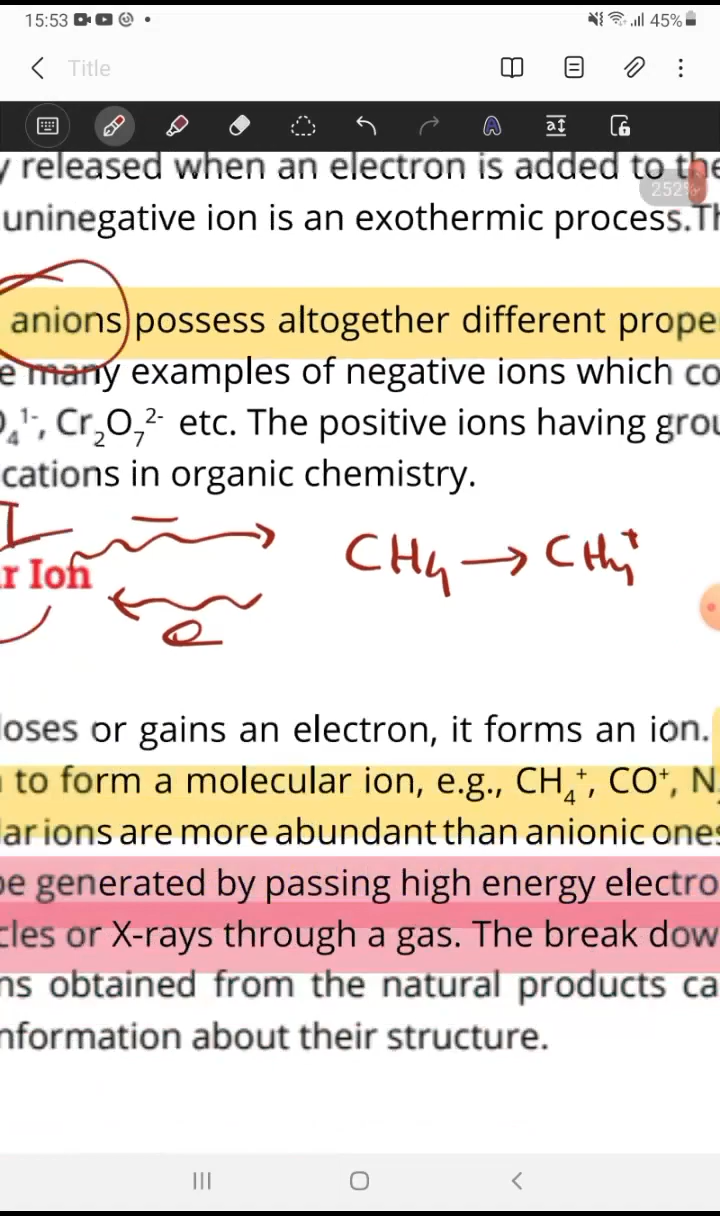 15:53 45%
Title
y released when an electron is added to the
252%
uninegative ion is an exothermic process.Th
anions possess altogether different prope
e many examples of negative ions which co
O₄¹⁻, Cr₂O₇²⁻ etc. The positive ions having grou
cations in organic chemistry.
CH₄ → CH₄⁺
r Ion
e
loses or gains an electron, it forms an ion.
to form a molecular ion, e.g., CH₄⁺, CO⁺, N
lar ions are more abundant than anionic ones
be generated by passing high energy electro
cles or X-rays through a gas. The break dow
ns obtained from the natural products ca
nformation about their structure.